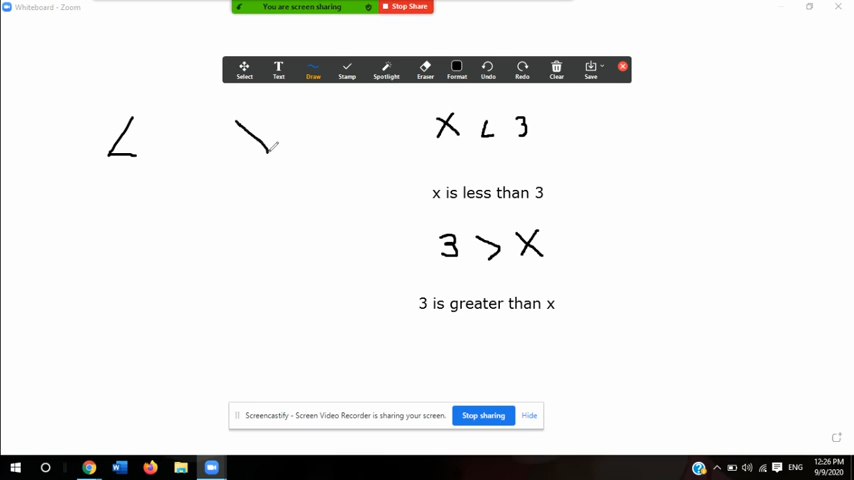 Whiteboard - Zoom
You are screen sharing Stop Share
Select Text Draw Stamp Spotlight Eraser Format Undo Redo Clear Save
< X < 3
x is less than 3
3 > X
3 is greater than x
Screencastify - Screen Video Recorder is sharing your screen. Stop sharing Hide
ENG 12:26 PM
9/9/2020